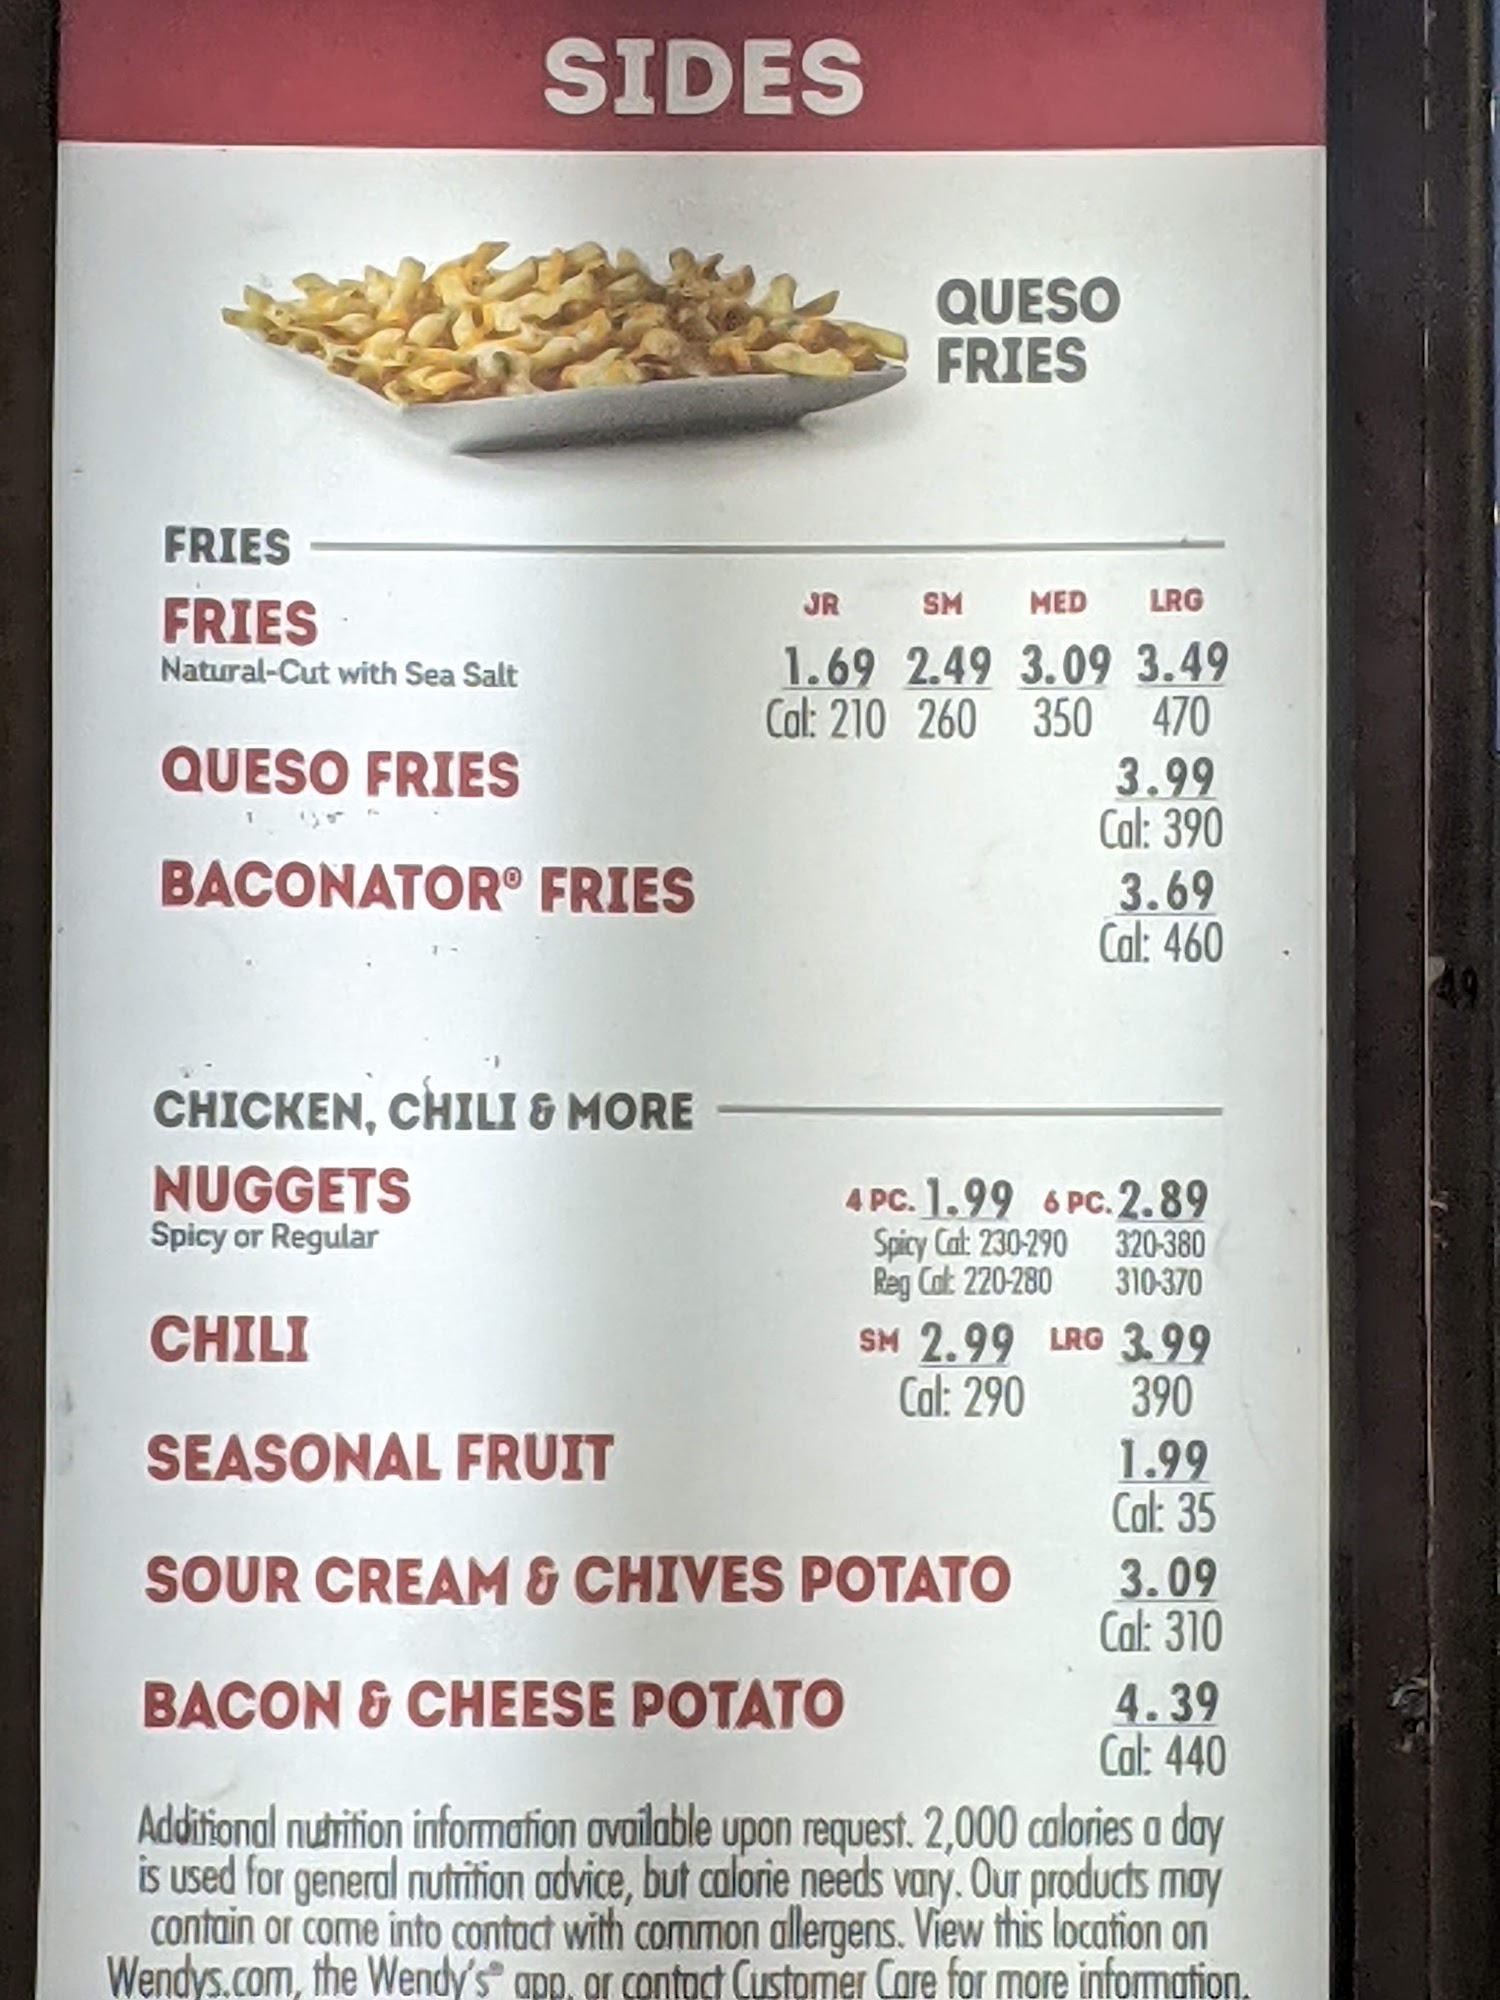 SIDES
QUESO
FRIES
FRIES
JR SM MED LRG
FRIES 1.69 2.49 3.09 3.49
Natural-Cut with Sea Salt
Cal: 210 260 350 470
QUESO FRIES 3.99
Cal: 390
BACONATOR® FRIES 3.69
Cal: 460
CHICKEN, CHILI & MORE
NUGGETS 4 PC. 1.99 6 PC. 2.89
Spicy or Regular Spicy Cal: 230-290 320-380
Reg Cal: 220-280 310-370
CHILI SM 2.99 LRG 3.99
Cal: 290 390
SEASONAL FRUIT 1.99
Cal: 35
SOUR CREAM & CHIVES POTATO 3.09
Cal: 310
BACON & CHEESE POTATO 4.39
Cal: 440
Additional nutrition information available upon request. 2,000 calories a day
is used for general nutrition advice, but calorie needs vary. Our products may
contain or come into contact with common allergens. View this location on
Wendys.com, the Wendy's® app, or contact Customer Care for more information.
49